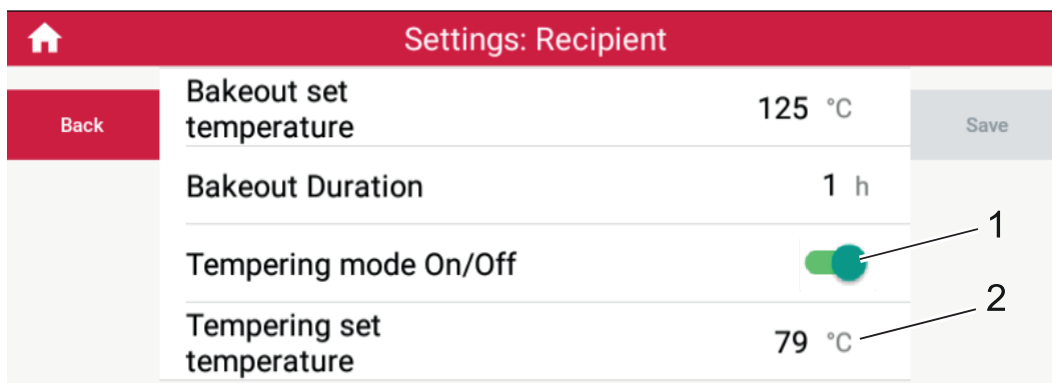 Settings: Recipient
Back
Bakeout set
temperature
125 °C
Save
Bakeout Duration
1 h
Tempering mode On/Off
1
Tempering set
temperature
79 °C
2